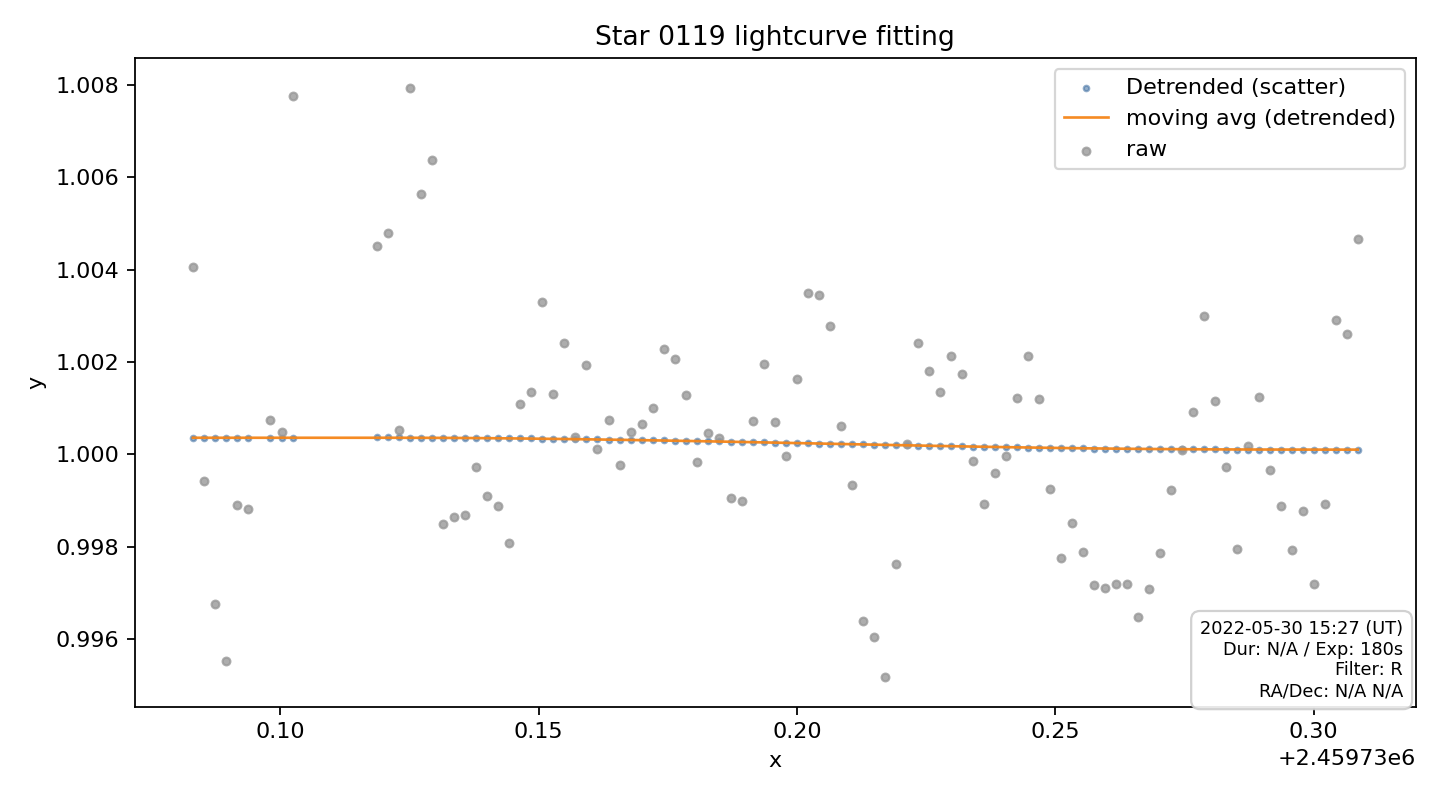 Star 0119 lightcurve fitting
Detrended (scatter)
moving avg (detrended)
raw
1.008
1.006
1.004
1.002
1.000
0.998
0.996
y
2022-05-30 15:27 (UT)
Dur: N/A / Exp: 180s
Filter: R
RA/Dec: N/A N/A
0.10 0.15 0.20 0.25 0.30
x
+2.45973e6